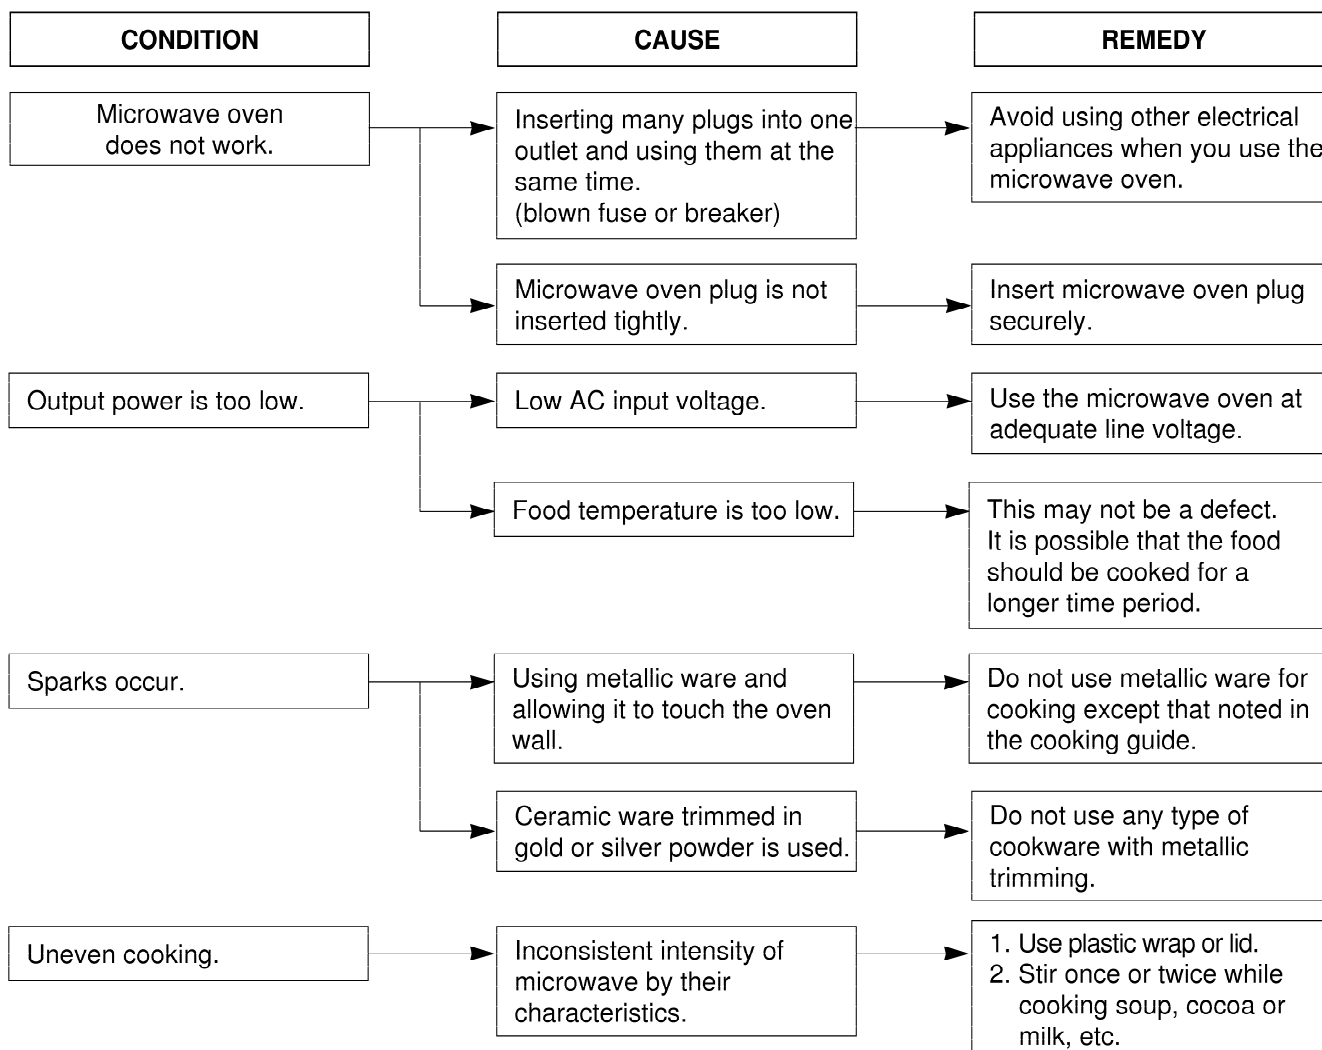 CONDITION
CAUSE
REMEDY
Microwave oven
does not work.
Inserting many plugs into one
outlet and using them at the
same time.
(blown fuse or breaker)
Avoid using other electrical
appliances when you use the
microwave oven.
Microwave oven plug is not
inserted tightly.
Insert microwave oven plug
securely.
Output power is too low.
Low AC input voltage.
Use the microwave oven at
adequate line voltage.
Food temperature is too low.
This may not be a defect.
It is possible that the food
should be cooked for a
longer time period.
Sparks occur.
Using metallic ware and
allowing it to touch the oven
wall.
Do not use metallic ware for
cooking except that noted in
the cooking guide.
Ceramic ware trimmed in
gold or silver powder is used.
Do not use any type of
cookware with metallic
trimming.
Uneven cooking.
Inconsistent intensity of
microwave by their
characteristics.
1. Use plastic wrap or lid.
2. Stir once or twice while
cooking soup, cocoa or
milk, etc.